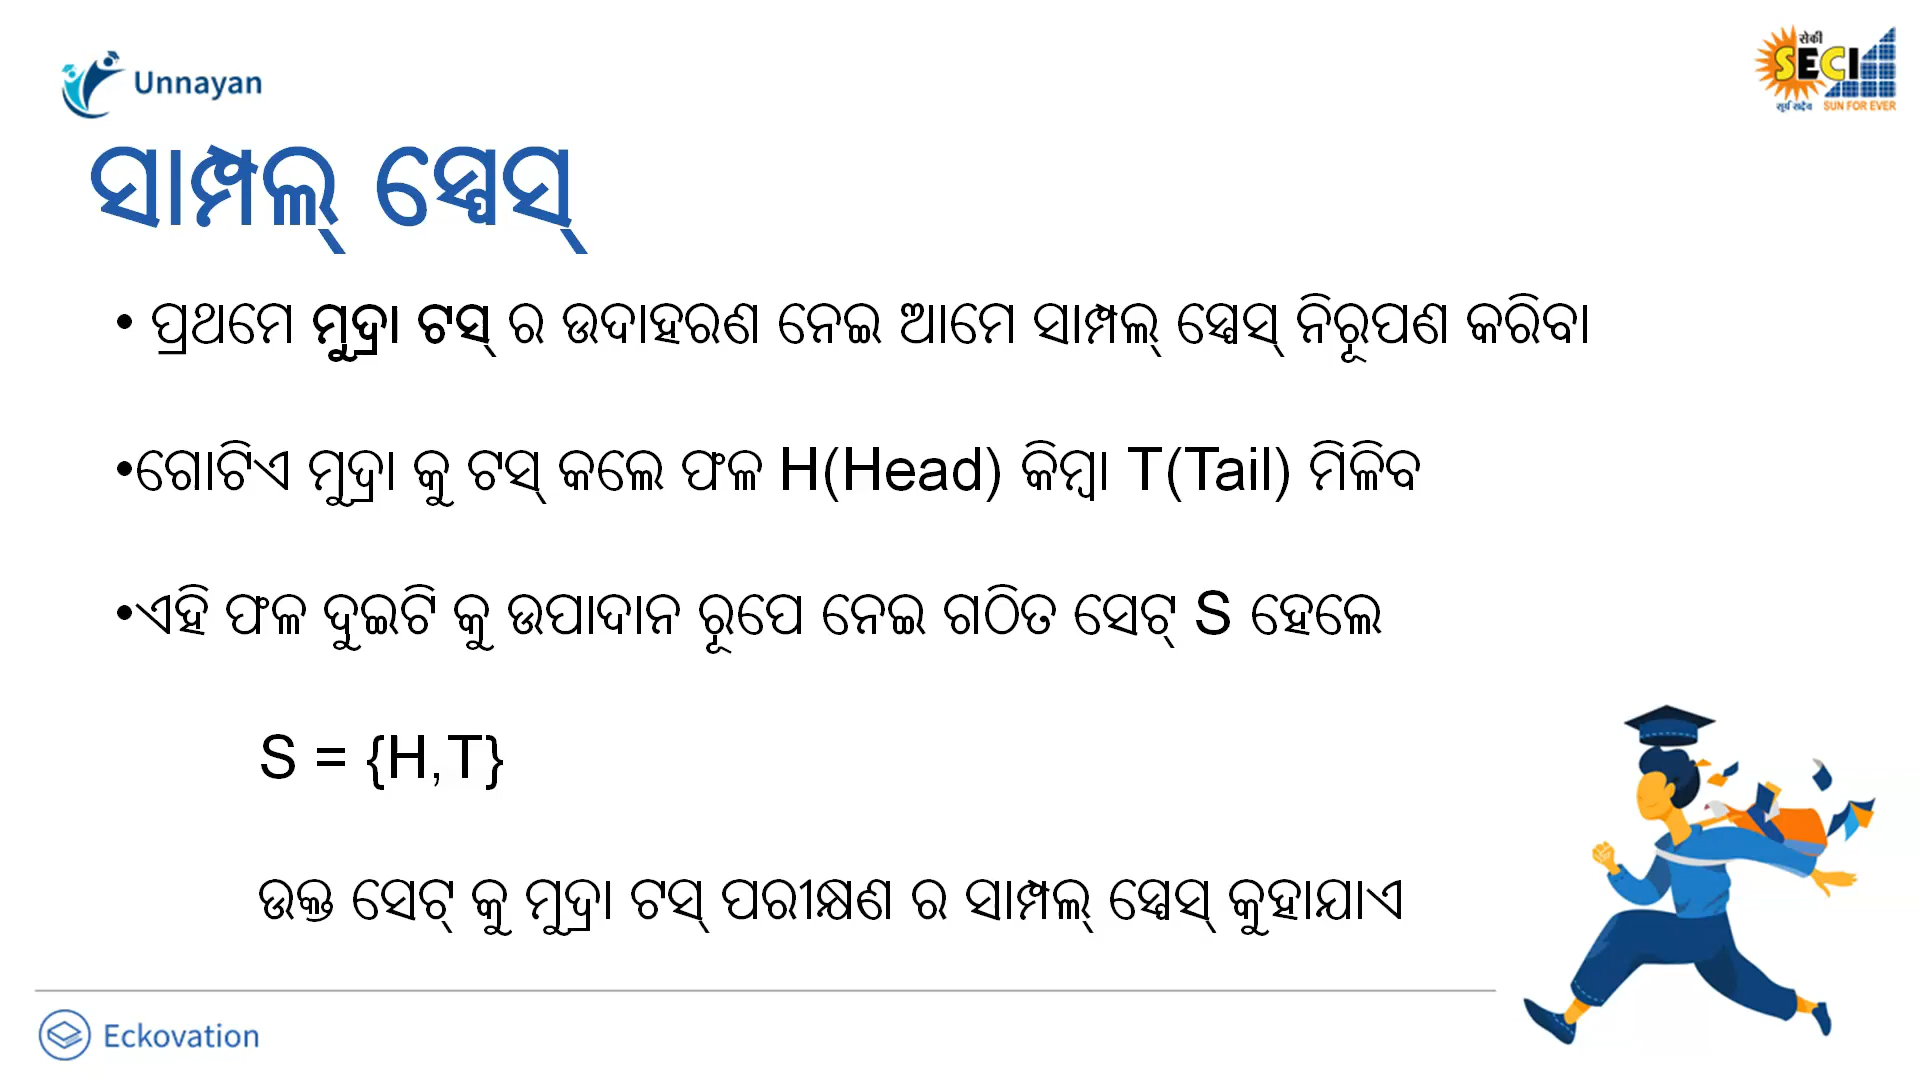 Unnayan
सेकी
SECI
सूर्य सदैव SUN FOR EVER
ସାମ୍ପଲ୍ ସ୍ପେସ୍
• ପ୍ରଥମେ ମୁଦ୍ରା ଟସ୍ ର ଉଦାହରଣ ନେଇ ଆମେ ସାମ୍ପଲ୍ ସ୍ପେସ୍ ନିରୂପଣ କରିବା
•ଗୋଟିଏ ମୁଦ୍ରା କୁ ଟସ୍ କଲେ ଫଳ H(Head) କିମ୍ବା T(Tail) ମିଳିବ
•ଏହି ଫଳ ଦୁଇଟି କୁ ଉପାଦାନ ରୂପେ ନେଇ ଗଠିତ ସେଟ୍ S ହେଲେ
S = {H,T}
ଉକ୍ତ ସେଟ୍ କୁ ମୁଦ୍ରା ଟସ୍ ପରୀକ୍ଷଣ ର ସାମ୍ପଲ୍ ସ୍ପେସ୍ କୁହାଯାଏ
Eckovation